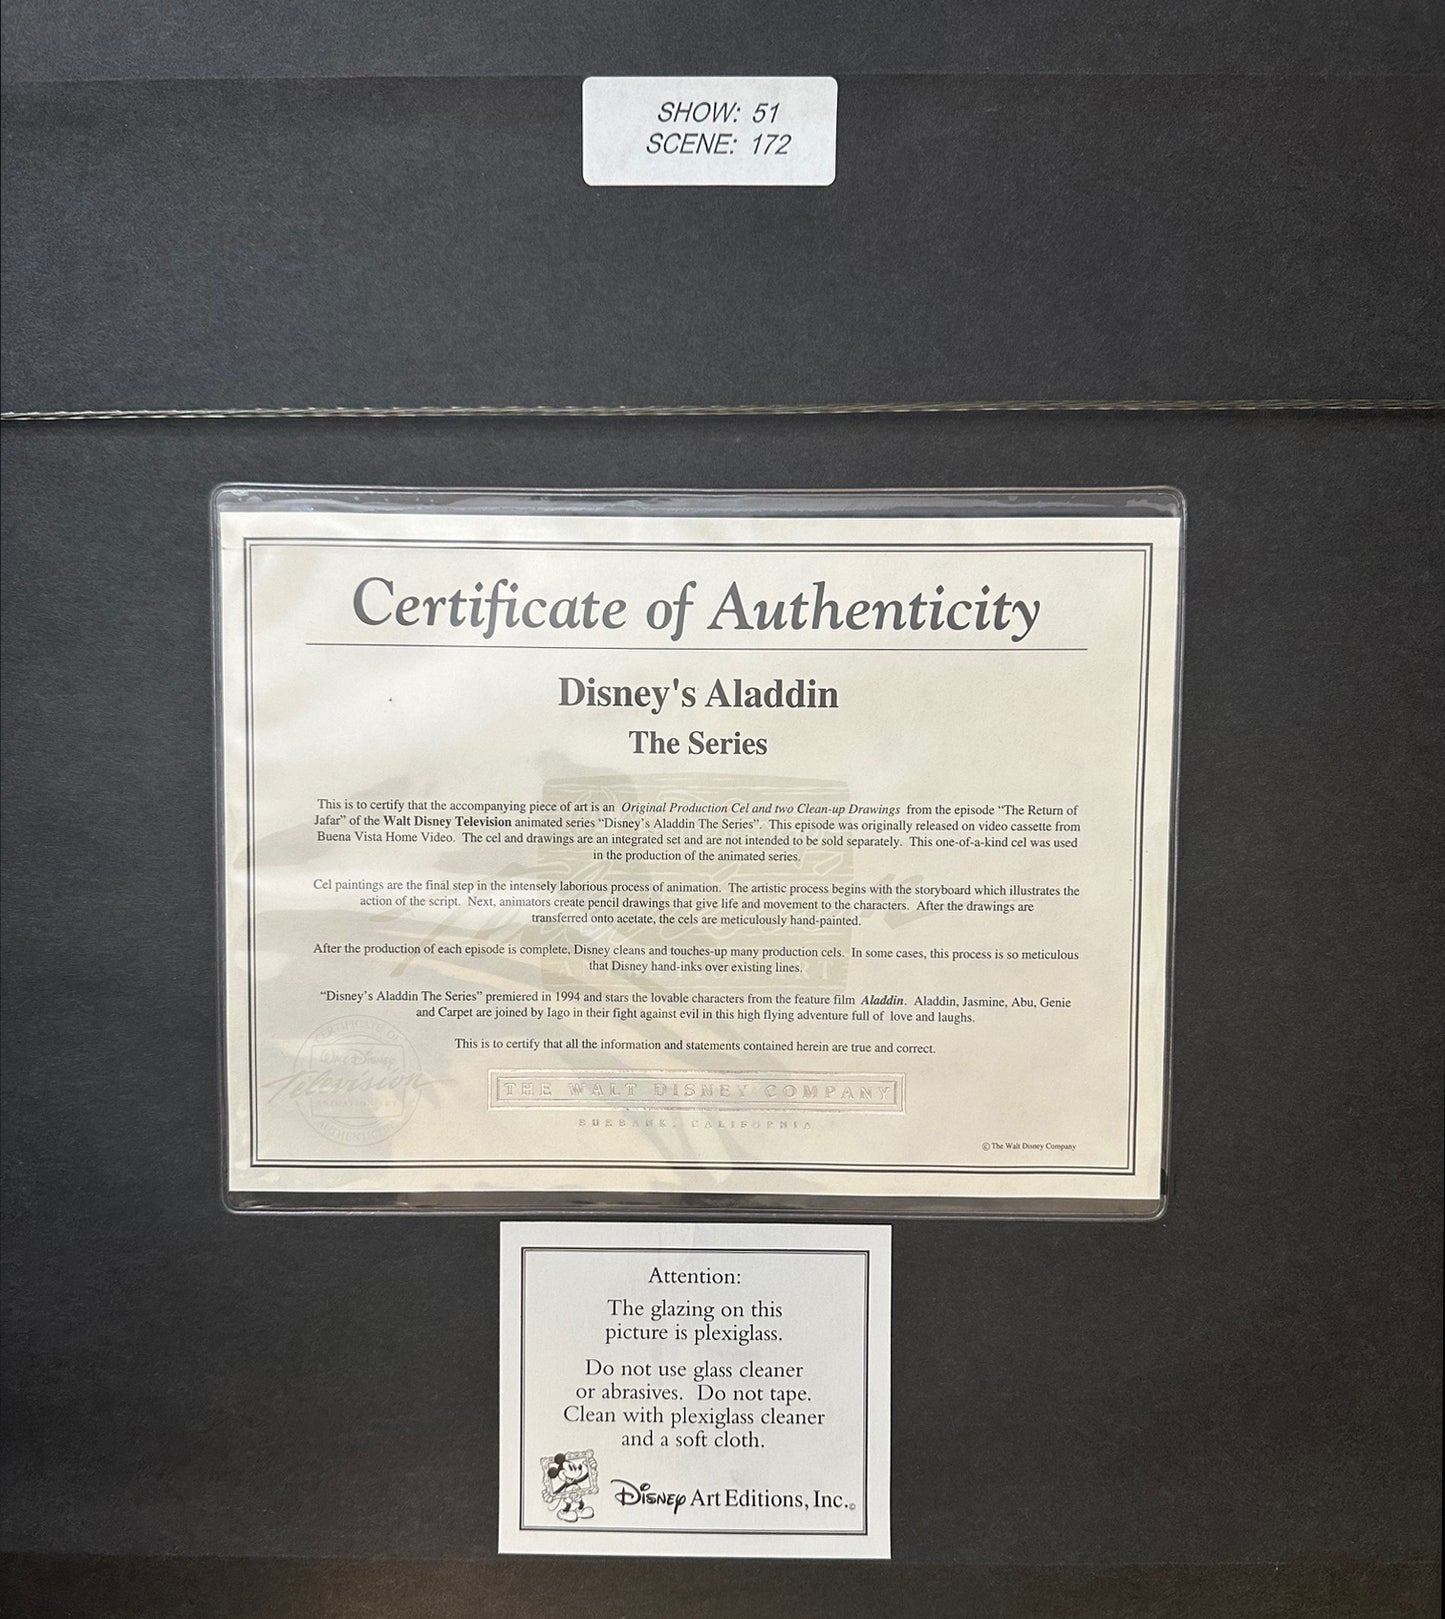 SHOW: 51
SCENE: 172
Certificate of Authenticity
Disney's Aladdin
The Series
This is to certify that the accompanying piece of art is an Original Production Cel and two Clean-up Drawings from the episode “The Return of
Jafar” of the Walt Disney Television animated series “Disney’s Aladdin The Series”. This episode was originally released on video cassette from
Buena Vista Home Video. The cel and drawings are an integrated set and are not intended to be sold separately. This one-of-a-kind cel was used
in the production of the animated series.
Cel paintings are the final step in the intensely laborious process of animation. The artistic process begins with the storyboard which illustrates the
action of the script. Next, animators create pencil drawings that give life and movement to the characters. After the drawings are
transferred onto acetate, the cels are meticulously hand-painted.
After the production of each episode is complete, Disney cleans and touches-up many production cels. In some cases, this process is so meticulous
that Disney hand-inks over existing lines.
“Disney’s Aladdin The Series” premiered in 1994 and stars the lovable characters from the feature film Aladdin. Aladdin, Jasmine, Abu, Genie
and Carpet are joined by Iago in their fight against evil in this high flying adventure full of love and laughs.
This is to certify that all the information and statements contained herein are true and correct.
CERTIFICATE OF
Walt Disney
Television
ANIMATION ART
AUTHENTICITY
THE WALT DISNEY COMPANY
BURBANK, CALIFORNIA
© The Walt Disney Company
Attention:
The glazing on this
picture is plexiglass.
Do not use glass cleaner
or abrasives. Do not tape.
Clean with plexiglass cleaner
and a soft cloth.
Disney Art Editions, Inc.©